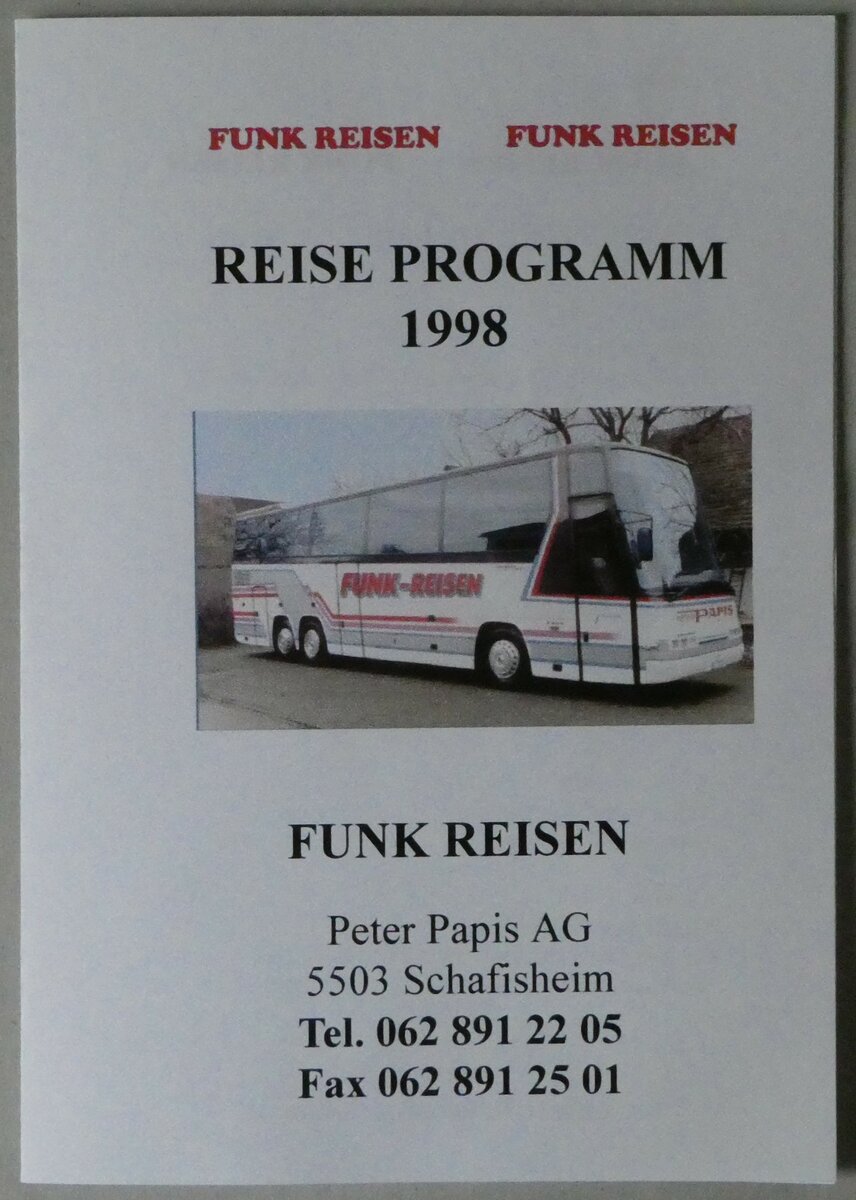 FUNK REISEN FUNK REISEN
REISE PROGRAMM
1998
FUNK-REISEN
PAPIS
FUNK REISEN
Peter Papis AG
5503 Schafisheim
Tel. 062 891 22 05
Fax 062 891 25 01